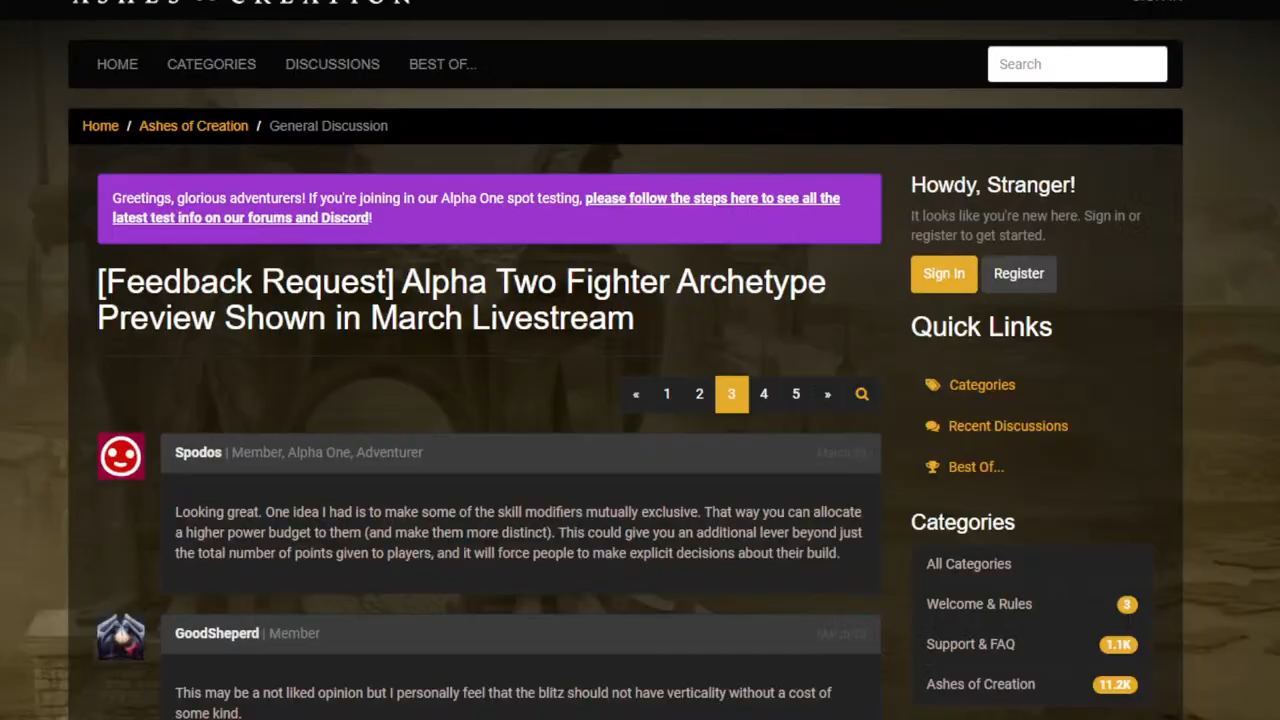 ASHES OF CREATION
HOME CATEGORIES DISCUSSIONS BEST OF... Search
Home / Ashes of Creation / General Discussion
Greetings, glorious adventurers! If you're joining in our Alpha One spot testing, please follow the steps here to see all the
latest test info on our forums and Discord!
[Feedback Request] Alpha Two Fighter Archetype
Preview Shown in March Livestream
« 1 2 3 4 5 »
Spodos | Member, Alpha One, Adventurer
Looking great. One idea I had is to make some of the skill modifiers mutually exclusive. That way you can allocate
a higher power budget to them (and make them more distinct). This could give you an additional lever beyond just
the total number of points given to players, and it will force people to make explicit decisions about their build.
GoodSheperd | Member
This may be a not liked opinion but I personally feel that the blitz should not have verticality without a cost of
some kind.
Howdy, Stranger!
It looks like you're new here. Sign in or
register to get started.
Sign In Register
Quick Links
Categories
Recent Discussions
Best Of...
Categories
All Categories
Welcome & Rules 3
Support & FAQ 1.1K
Ashes of Creation 11.2K